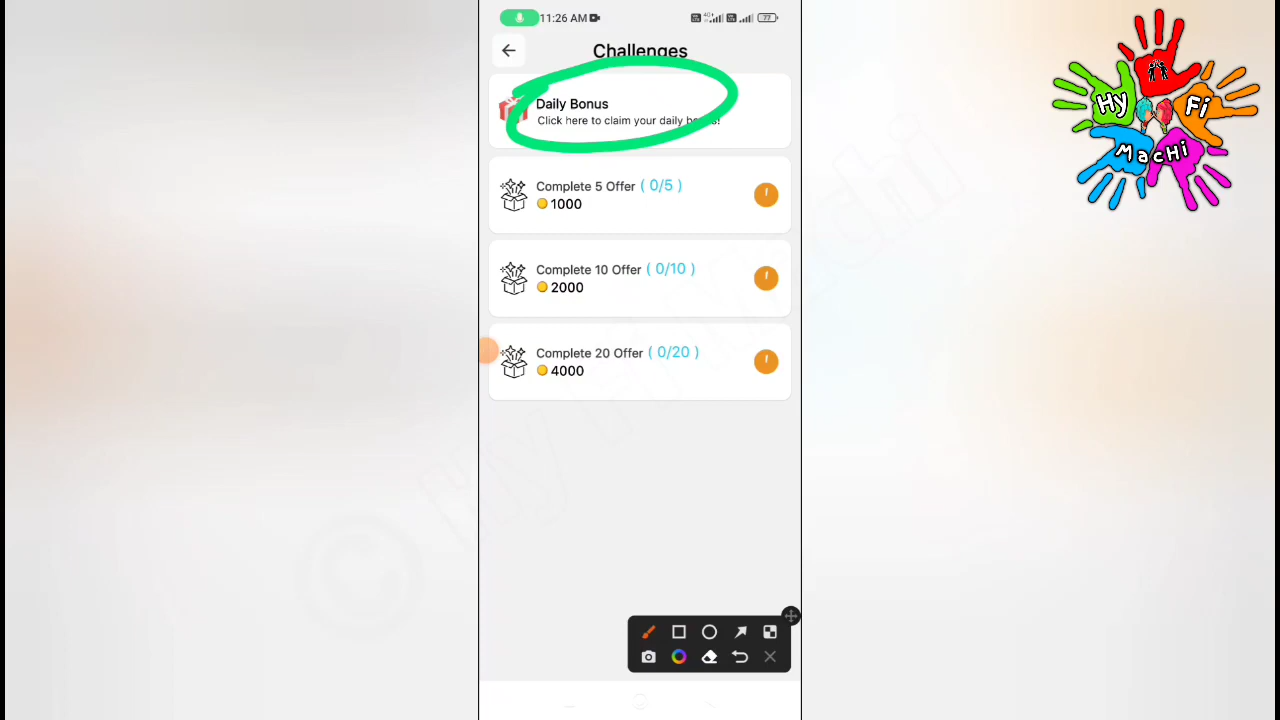 11:26 AM
77
Challenges
Daily Bonus
Click here to claim your daily bonus!
Complete 5 Offer ( 0/5 )
1000
Complete 10 Offer ( 0/10 )
2000
Complete 20 Offer ( 0/20 )
4000
Hy
Fi
MacHi